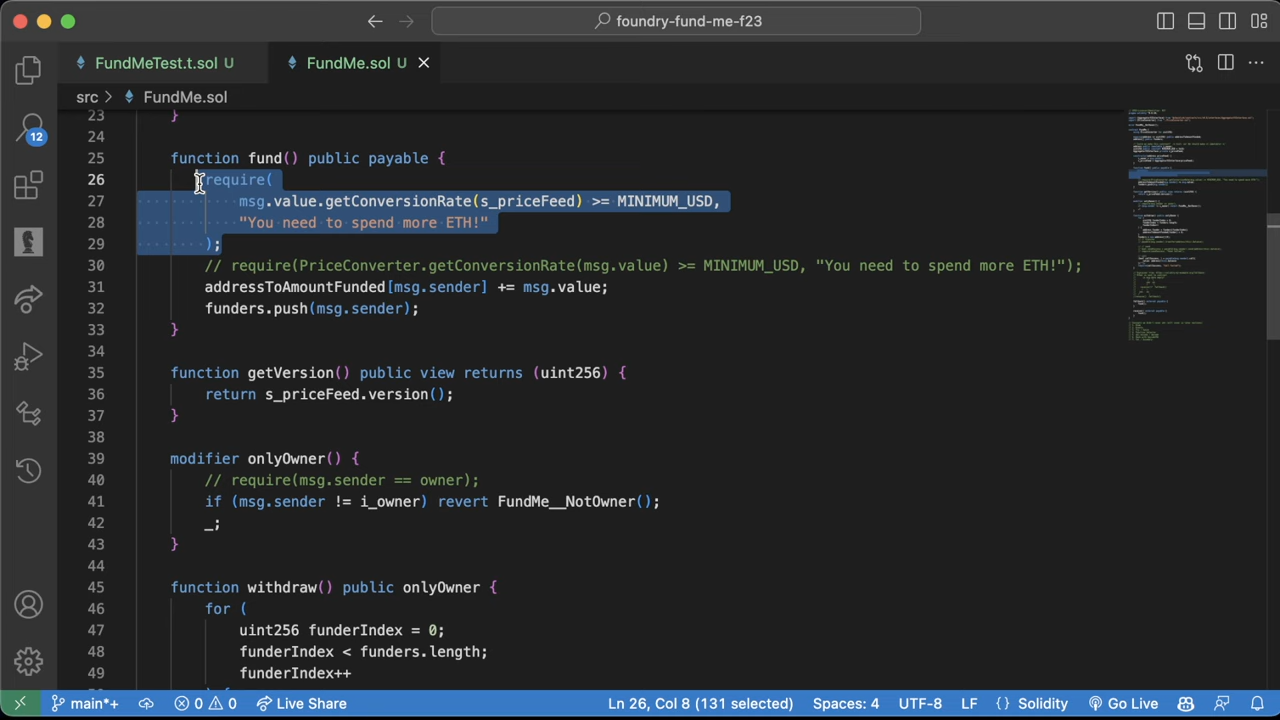 foundry-fund-me-f23
FundMeTest.t.sol U
FundMe.sol U
src > FundMe.sol
12
23 }
24
25 function fund() public payable {
26 require(
27 msg.value.getConversionRate(s_priceFeed) >= MINIMUM_USD,
28 "You need to spend more ETH!"
29 );
30 // require(PriceConverter.getConversionRate(msg.value) >= MINIMUM_USD, "You need to spend more ETH!");
31 addressToAmountFunded[msg.sender] += msg.value;
32 funders.push(msg.sender);
33 }
34
35 function getVersion() public view returns (uint256) {
36 return s_priceFeed.version();
37 }
38
39 modifier onlyOwner() {
40 // require(msg.sender == owner);
41 if (msg.sender != i_owner) revert FundMe__NotOwner();
42 _;
43 }
44
45 function withdraw() public onlyOwner {
46 for (
47 uint256 funderIndex = 0;
48 funderIndex < funders.length;
49 funderIndex++
main*+ 0 0 Live Share Ln 26, Col 8 (131 selected) Spaces: 4 UTF-8 LF {} Solidity Go Live